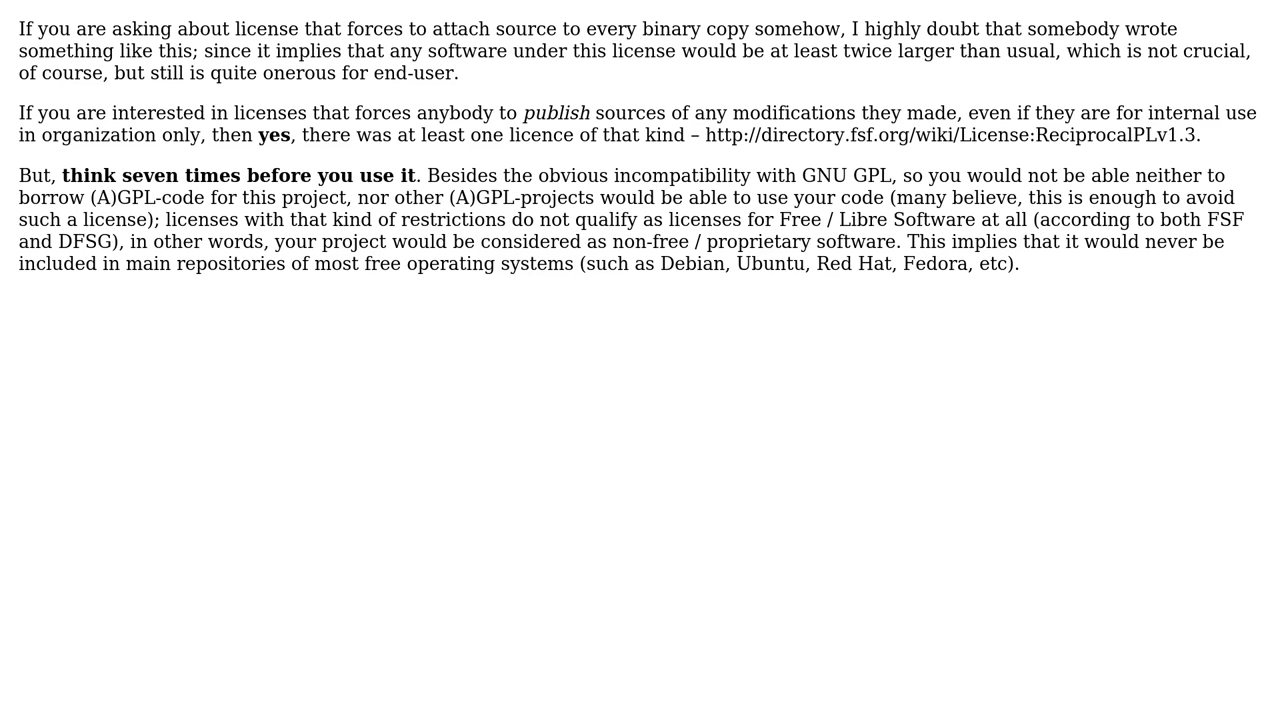 If you are asking about license that forces to attach source to every binary copy somehow, I highly doubt that somebody wrote
something like this; since it implies that any software under this license would be at least twice larger than usual, which is not crucial,
of course, but still is quite onerous for end-user.
If you are interested in licenses that forces anybody to publish sources of any modifications they made, even if they are for internal use
in organization only, then yes, there was at least one licence of that kind – http://directory.fsf.org/wiki/License:ReciprocalPLv1.3.
But, think seven times before you use it. Besides the obvious incompatibility with GNU GPL, so you would not be able neither to
borrow (A)GPL-code for this project, nor other (A)GPL-projects would be able to use your code (many believe, this is enough to avoid
such a license); licenses with that kind of restrictions do not qualify as licenses for Free / Libre Software at all (according to both FSF
and DFSG), in other words, your project would be considered as non-free / proprietary software. This implies that it would never be
included in main repositories of most free operating systems (such as Debian, Ubuntu, Red Hat, Fedora, etc).